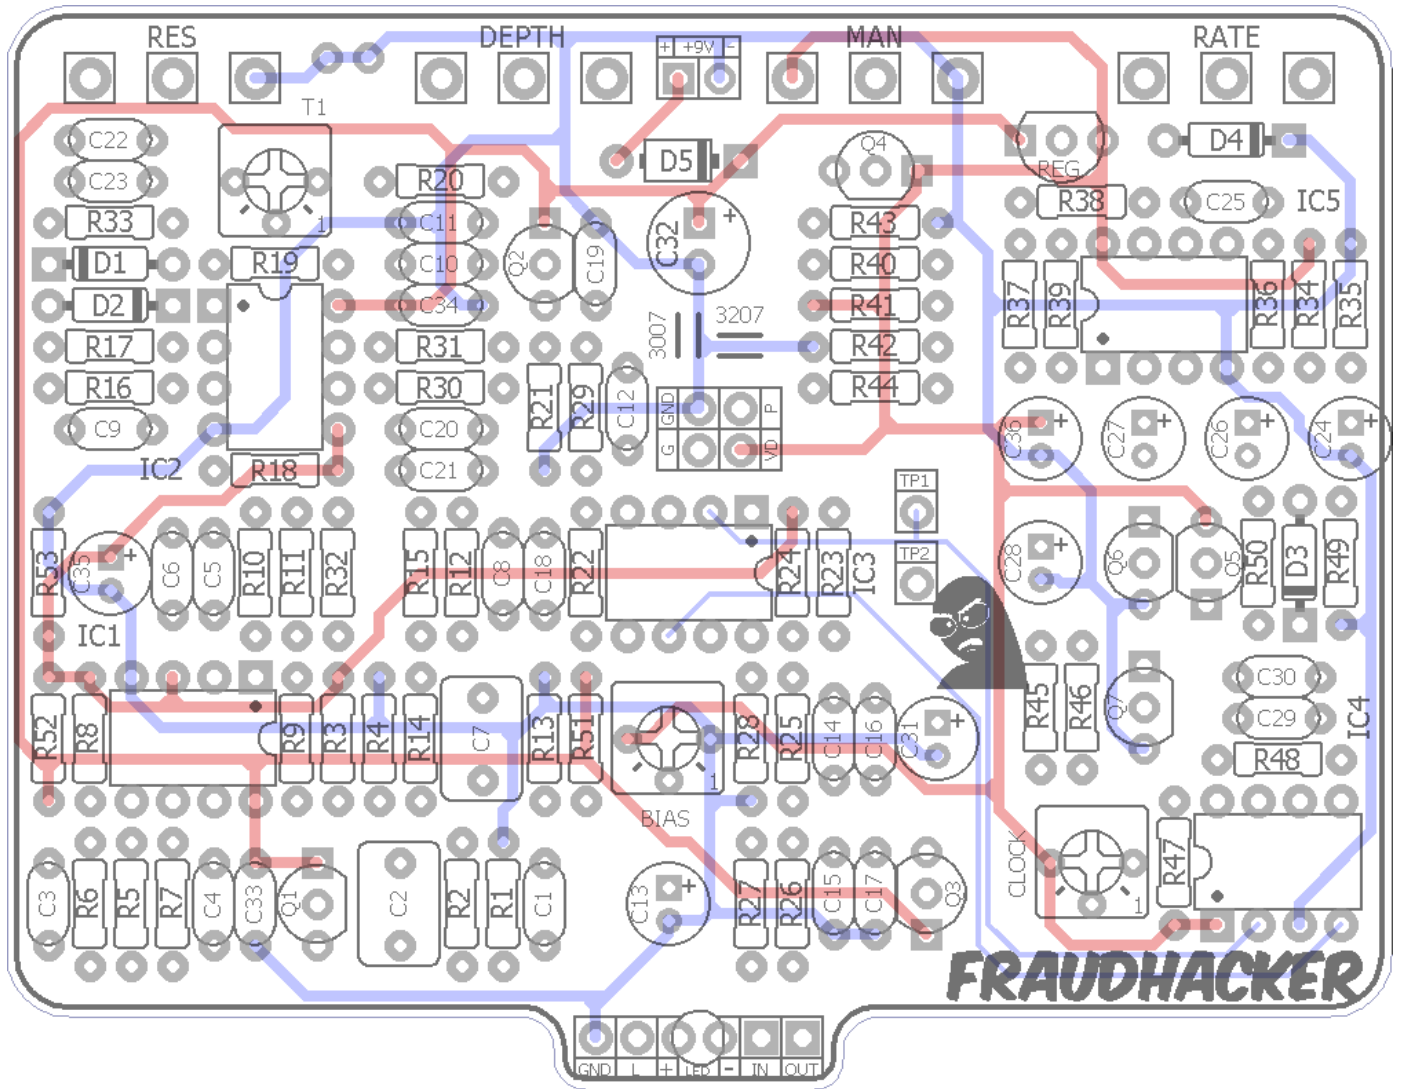 RES DEPTH + +9V - MAN RATE
T1
C22
C23
R33
D1
D2
R17
R16
C9
R19
1
IC2
R18
R20
C11
C10
C34
R31
R30
C20
C21
Q2
C19
D5
C32 +
3007 3207
R21 R29 C12
GND P
G VD
Q4
R43
R40
R41
R42
R44
REG
D4
R38 C25 IC5
R37 R39 R36 R34 R35
C36 + C27 + C26 + C24 +
TP1
TP2
R53 C35 + C6 C5 R10 R11 R32 R15 R12 C8 C18 R22 R24 R23 IC3
C28 + Q6 Q5 R50 D3 R49
IC1
R52 R8 R9 R3 R4 R14 C7 R13 R51 1 R28 R25 C14 C16 C31 +
BIAS
R45 R46 Q7
C30
C29
R48
IC4
CLOCK 1 R47
C3 R6 R5 R7 C4 C33 Q1 C2 R2 R1 C1 C13 + R27 R26 C15 C17 Q3
FRAUDHACKER
GND L + LED - IN OUT